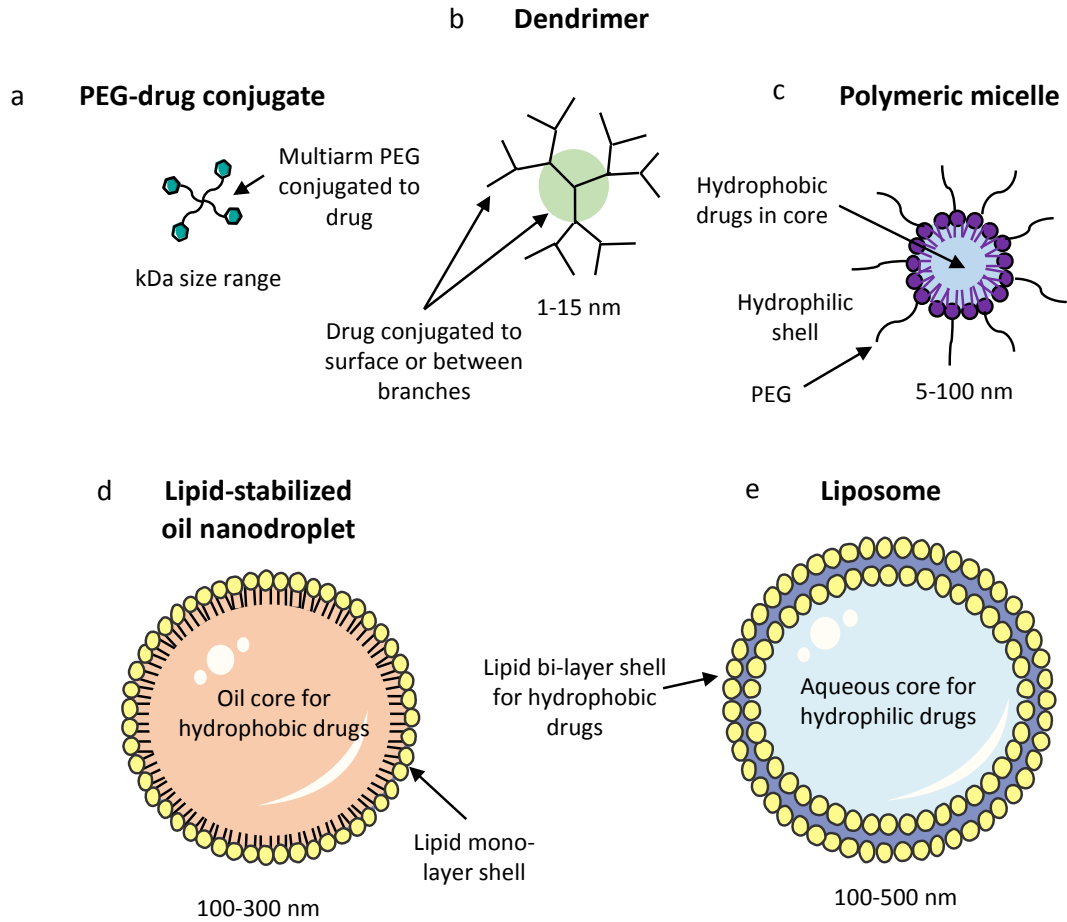 a PEG-drug conjugate
Multiarm PEG
conjugated to
drug
kDa size range
b Dendrimer
1-15 nm
Drug conjugated to
surface or between
branches
c Polymeric micelle
Hydrophobic
drugs in core
Hydrophilic
shell
PEG
5-100 nm
d Lipid-stabilized
oil nanodroplet
Oil core for
hydrophobic drugs
Lipid mono-
layer shell
100-300 nm
e Liposome
Lipid bi-layer shell
for hydrophobic
drugs
Aqueous core for
hydrophilic drugs
100-500 nm